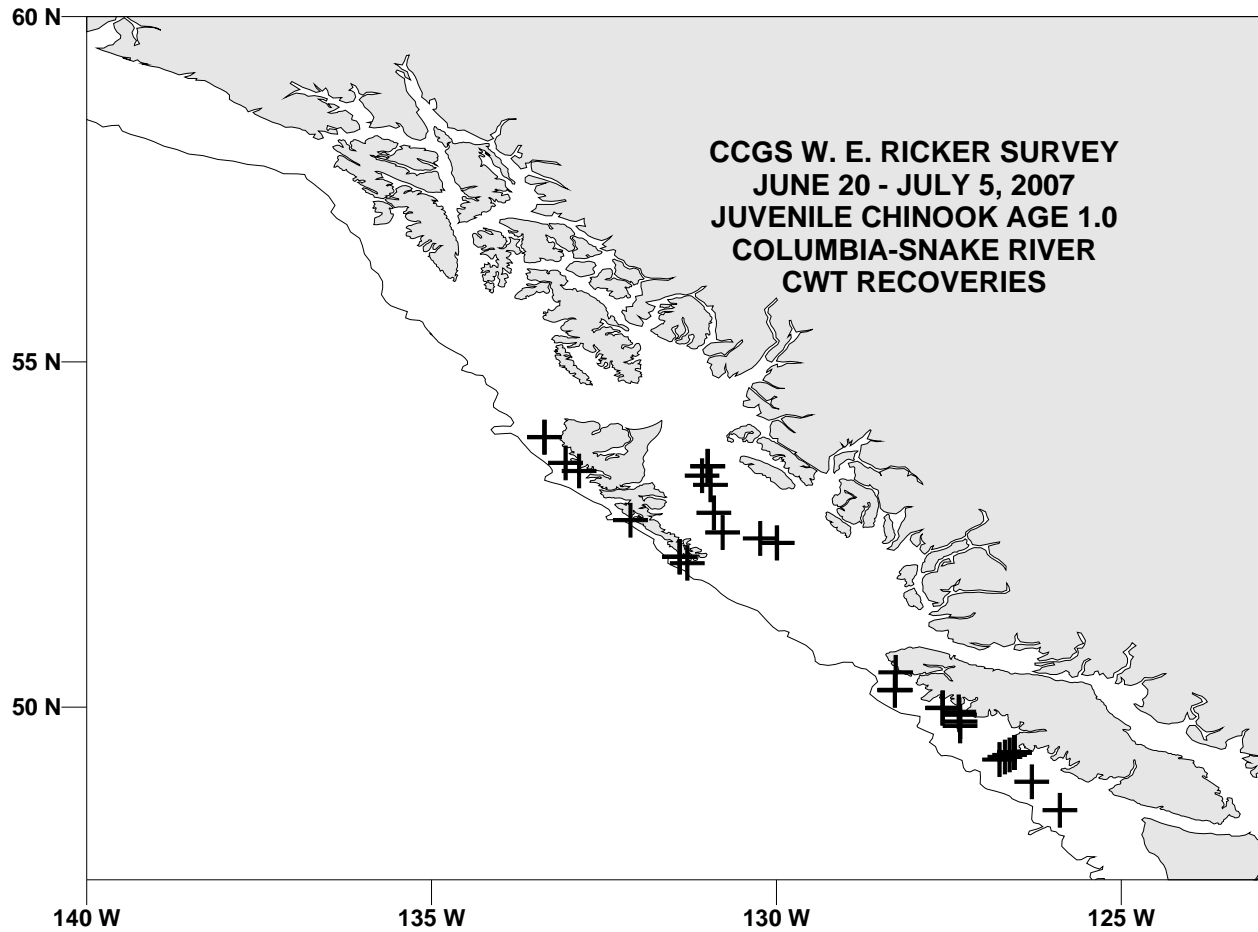 60 N
CCGS W. E. RICKER SURVEY
JUNE 20 - JULY 5, 2007
JUVENILE CHINOOK AGE 1.0
COLUMBIA-SNAKE RIVER
CWT RECOVERIES
55 N
50 N
140 W
135 W
130 W
125 W